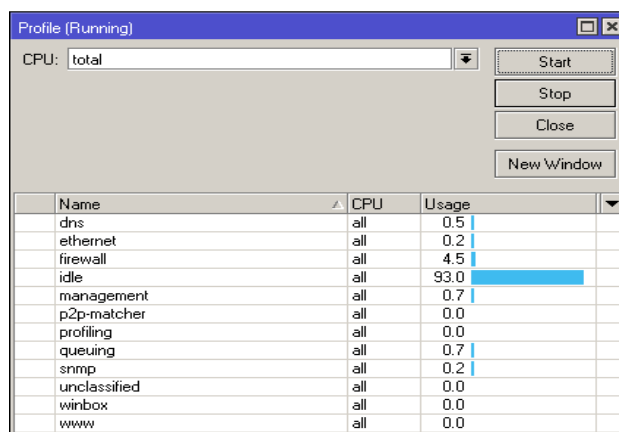 Profile (Running)
CPU: total
Start
Stop
Close
New Window
Name CPU Usage
dns all 0.5
ethernet all 0.2
firewall all 4.5
idle all 93.0
management all 0.7
p2p-matcher all 0.0
profiling all 0.0
queuing all 0.7
snmp all 0.2
unclassified all 0.0
winbox all 0.0
www all 0.0